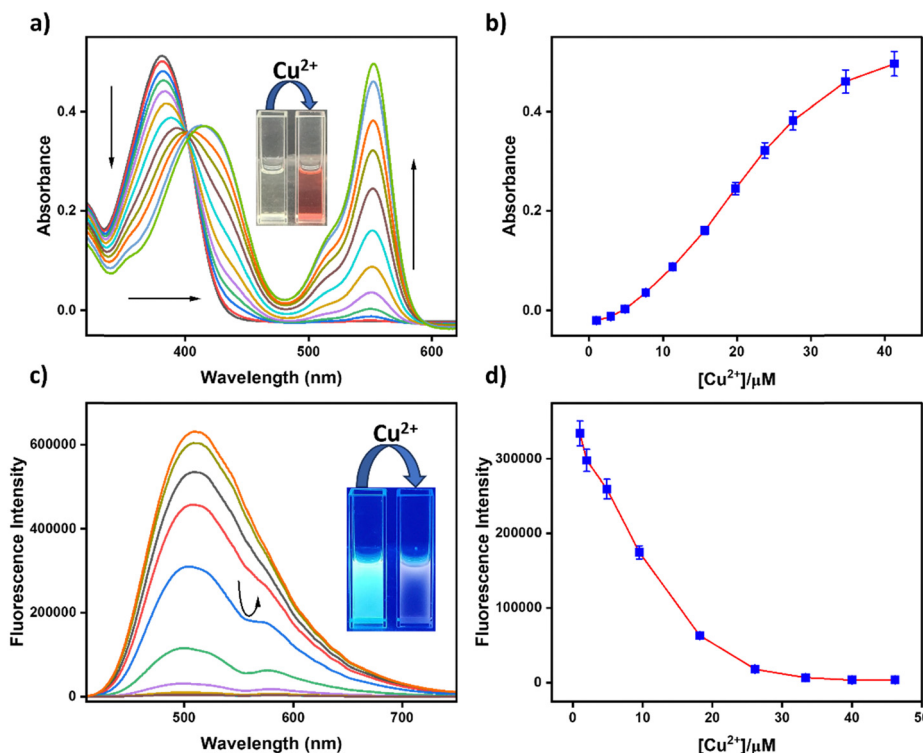 a)
Cu²⁺
0.4
0.2
0.0
Absorbance
400
500
600
Wavelength (nm)
b)
0.4
0.2
0.0
Absorbance
0
10
20
30
40
[Cu²⁺]/μM
c)
Cu²⁺
600000
400000
200000
0
Fluorescence Intensity
500
600
700
Wavelength (nm)
d)
300000
200000
100000
0
Fluorescence Intensity
0
10
20
30
40
[Cu²⁺]/μM